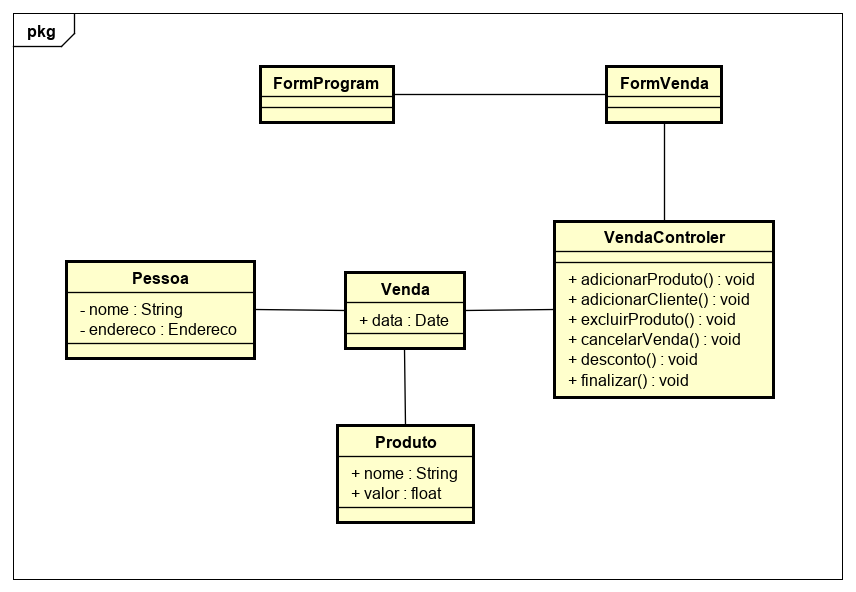 pkg
FormProgram
FormVenda
VendaControler
+ adicionarProduto() : void
+ adicionarCliente() : void
+ excluirProduto() : void
+ cancelarVenda() : void
+ desconto() : void
+ finalizar() : void
Pessoa
- nome : String
- endereco : Endereco
Venda
+ data : Date
Produto
+ nome : String
+ valor : float